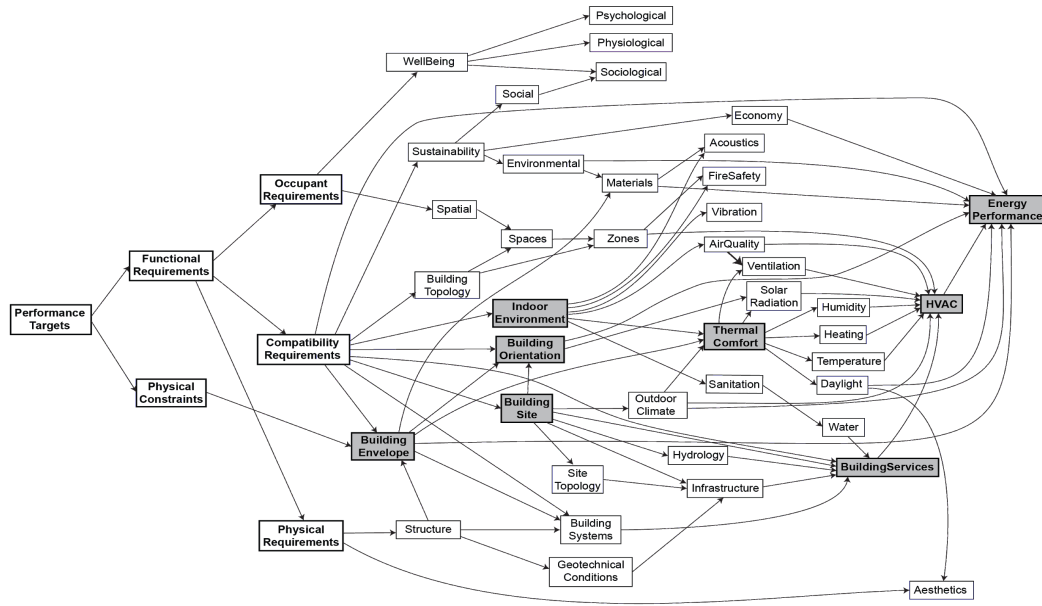 Psychological
Physiological
WellBeing
Sociological
Social
Economy
Acoustics
Sustainability
Environmental
FireSafety
Materials
Occupant
Requirements
Energy
Performance
Spatial
Vibration
Spaces
Zones
AirQuality
Functional
Requirements
Ventilation
Building
Topology
Solar
Radiation
Indoor
Environment
Humidity
HVAC
Performance
Targets
Thermal
Comfort
Heating
Compatibility
Requirements
Building
Orientation
Temperature
Physical
Constraints
Sanitation
Daylight
Building
Site
Outdoor
Climate
Water
Building
Envelope
Hydrology
BuildingServices
Site
Topology
Infrastructure
Physical
Requirements
Structure
Building
Systems
Geotechnical
Conditions
Aesthetics